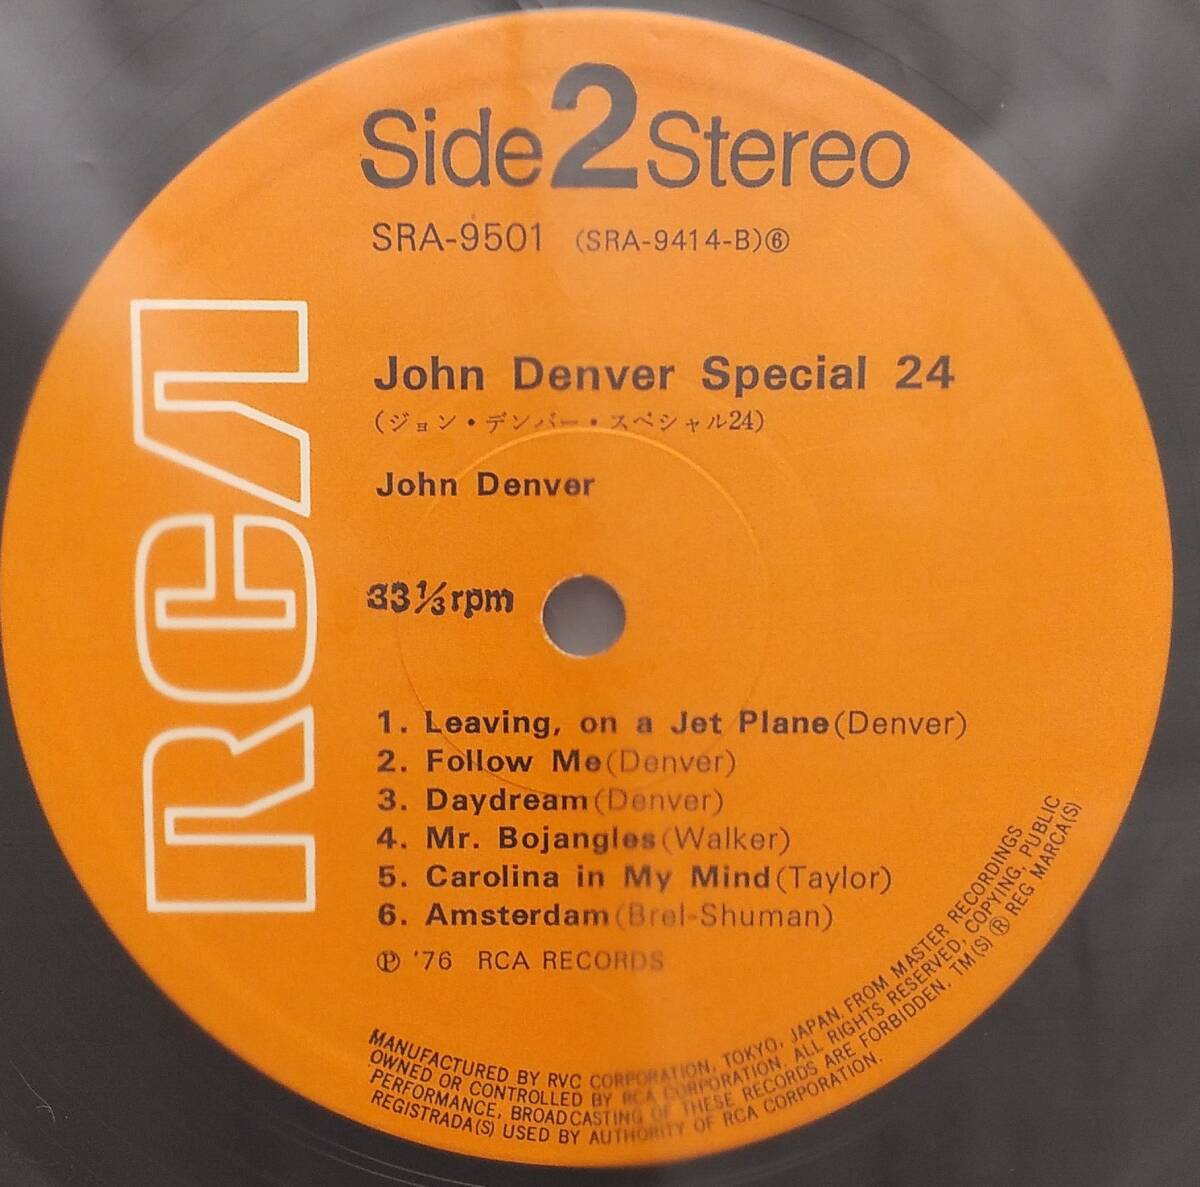 Side 2 Stereo
SRA-9501 (SRA-9414-B)⑥
RCA
John Denver Special 24
(ジョン・デンバー・スペシャル24)
John Denver
33⅓rpm
1. Leaving, on a Jet Plane(Denver)
2. Follow Me(Denver)
3. Daydream(Denver)
4. Mr. Bojangles(Walker)
5. Carolina in My Mind(Taylor)
6. Amsterdam(Brel-Shuman)
Ⓟ '76 RCA RECORDS
MANUFACTURED BY RVC CORPORATION, TOKYO, JAPAN. FROM MASTER RECORDINGS
OWNED OR CONTROLLED BY RCA CORPORATION. ALL RIGHTS RESERVED, COPYING, PUBLIC
PERFORMANCE, BROADCASTING OF THESE RECORDS ARE FORBIDDEN. TM(S) ® REG MARCA(S)
REGISTRADA(S) USED BY AUTHORITY OF RCA CORPORATION.